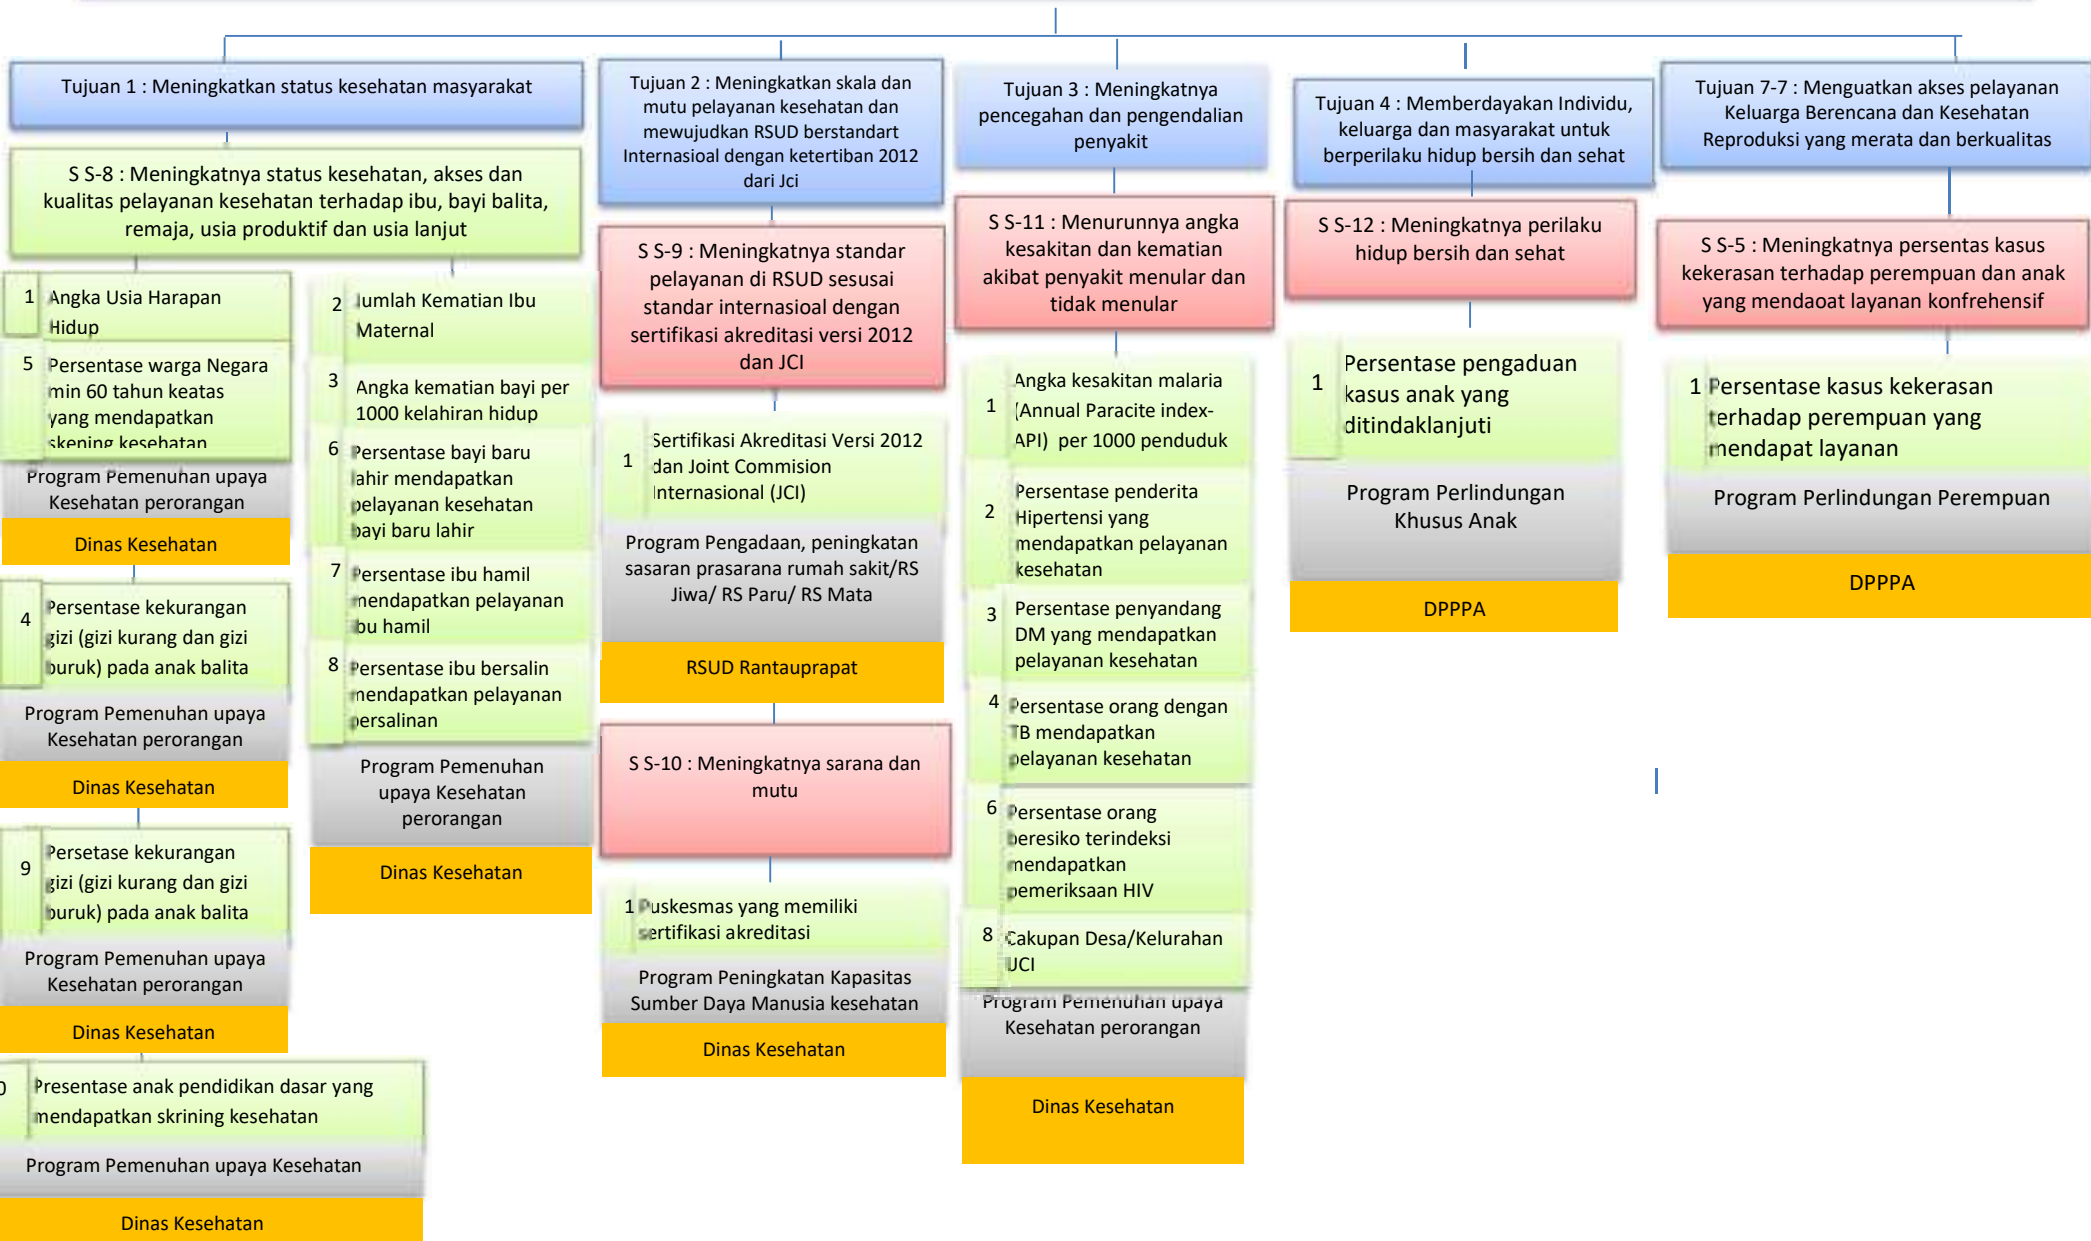 Tujuan 1 : Meningkatkan status kesehatan masyarakat
S S-8 : Meningkatnya status kesehatan, akses dan
kualitas pelayanan kesehatan terhadap ibu, bayi balita,
remaja, usia produktif dan usia lanjut
1 Angka Usia Harapan
Hidup
5 Persentase warga Negara
min 60 tahun keatas
yang mendapatkan
skening kesehatan
Program Pemenuhan upaya
Kesehatan perorangan
Dinas Kesehatan
4 Persentase kekurangan
gizi (gizi kurang dan gizi
buruk) pada anak balita
Program Pemenuhan upaya
Kesehatan perorangan
Dinas Kesehatan
9 Persetase kekurangan
gizi (gizi kurang dan gizi
buruk) pada anak balita
Program Pemenuhan upaya
Kesehatan perorangan
Dinas Kesehatan
0 Presentase anak pendidikan dasar yang
mendapatkan skrining kesehatan
Program Pemenuhan upaya Kesehatan
Dinas Kesehatan
2 Jumlah Kematian Ibu
Maternal
3 Angka kematian bayi per
1000 kelahiran hidup
6 Persentase bayi baru
lahir mendapatkan
pelayanan kesehatan
bayi baru lahir
7 Persentase ibu hamil
mendapatkan pelayanan
ibu hamil
8 Persentase ibu bersalin
mendapatkan pelayanan
persalinan
Program Pemenuhan
upaya Kesehatan
perorangan
Dinas Kesehatan
Tujuan 2 : Meningkatkan skala dan
mutu pelayanan kesehatan dan
mewujudkan RSUD berstandart
Internasioal dengan ketertiban 2012
dari Jci
S S-9 : Meningkatnya standar
pelayanan di RSUD sesusai
standar internasioal dengan
sertifikasi akreditasi versi 2012
dan JCI
1 Sertifikasi Akreditasi Versi 2012
dan Joint Commision
Internasional (JCI)
Program Pengadaan, peningkatan
sasaran prasarana rumah sakit/RS
Jiwa/ RS Paru/ RS Mata
RSUD Rantauprapat
S S-10 : Meningkatnya sarana dan
mutu
1 Puskesmas yang memiliki
sertifikasi akreditasi
Program Peningkatan Kapasitas
Sumber Daya Manusia kesehatan
Dinas Kesehatan
Tujuan 3 : Meningkatnya
pencegahan dan pengendalian
penyakit
S S-11 : Menurunnya angka
kesakitan dan kematian
akibat penyakit menular dan
tidak menular
1 Angka kesakitan malaria
(Annual Paracite index-
API) per 1000 penduduk
2 Persentase penderita
Hipertensi yang
mendapatkan pelayanan
kesehatan
3 Persentase penyandang
DM yang mendapatkan
pelayanan kesehatan
4 Persentase orang dengan
TB mendapatkan
pelayanan kesehatan
6 Persentase orang
beresiko terindeksi
mendapatkan
pemeriksaan HIV
8 Cakupan Desa/Kelurahan
UCI
Program Pemenuhan upaya
Kesehatan perorangan
Dinas Kesehatan
Tujuan 4 : Memberdayakan Individu,
keluarga dan masyarakat untuk
berperilaku hidup bersih dan sehat
S S-12 : Meningkatnya perilaku
hidup bersih dan sehat
1 Persentase pengaduan
kasus anak yang
ditindaklanjuti
Program Perlindungan
Khusus Anak
DPPPA
Tujuan 7-7 : Menguatkan akses pelayanan
Keluarga Berencana dan Kesehatan
Reproduksi yang merata dan berkualitas
S S-5 : Meningkatnya persentas kasus
kekerasan terhadap perempuan dan anak
yang mendaoat layanan konfrehensif
1 Persentase kasus kekerasan
terhadap perempuan yang
mendapat layanan
Program Perlindungan Perempuan
DPPPA